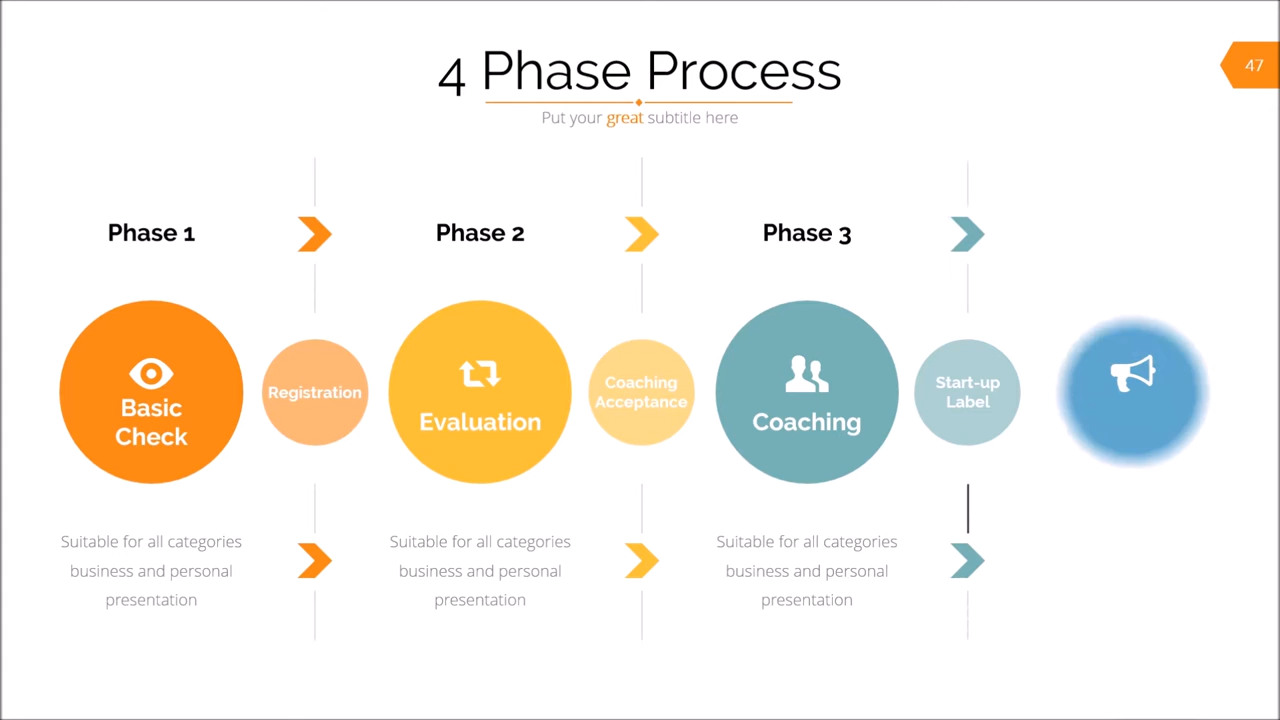 4 Phase Process
47
Put your great subtitle here
Phase 1
Phase 2
Phase 3
Basic
Check
Registration
Evaluation
Coaching
Acceptance
Coaching
Start-up
Label
Suitable for all categories
business and personal
presentation
Suitable for all categories
business and personal
presentation
Suitable for all categories
business and personal
presentation